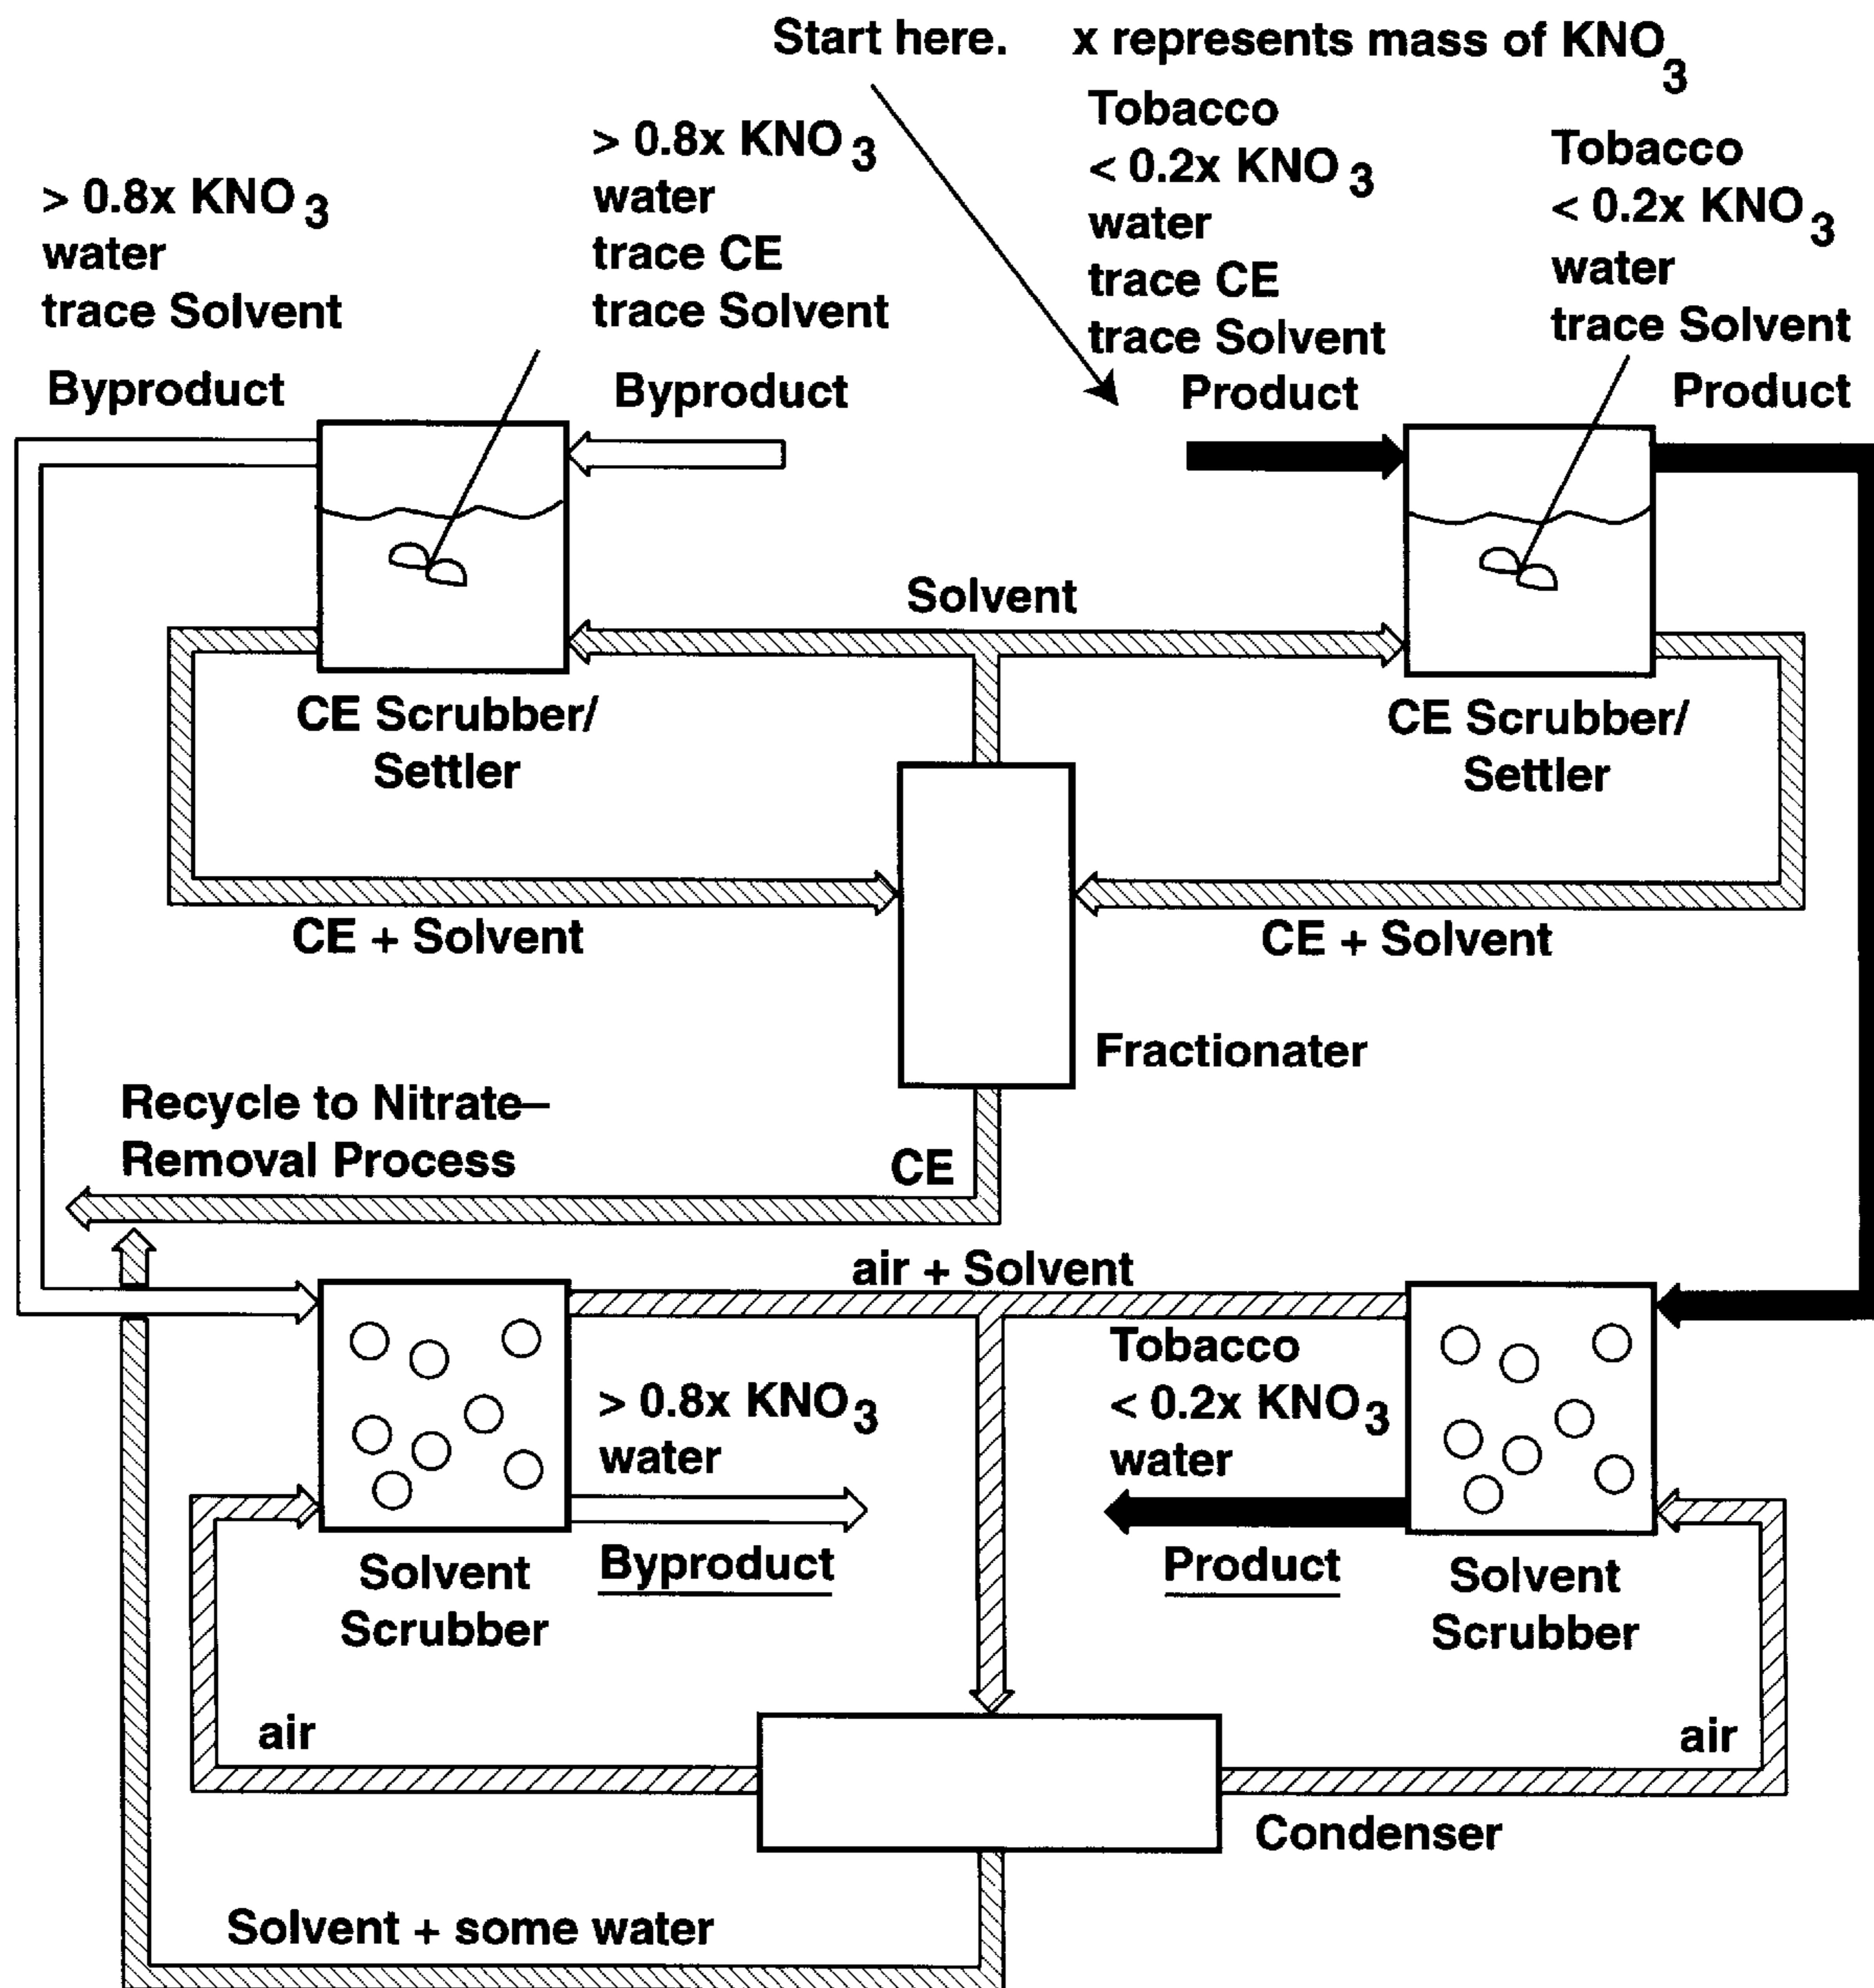 Start here.
x represents mass of KNO3
> 0.8x KNO3
water
trace Solvent
Byproduct
> 0.8x KNO3
water
trace CE
trace Solvent
Byproduct
Tobacco
< 0.2x KNO3
water
trace CE
trace Solvent
Product
Tobacco
< 0.2x KNO3
water
trace Solvent
Product
Solvent
CE Scrubber/
Settler
CE Scrubber/
Settler
CE + Solvent
CE + Solvent
Fractionater
Recycle to Nitrate–
Removal Process
CE
air + Solvent
> 0.8x KNO3
water
Byproduct
Tobacco
< 0.2x KNO3
water
Product
Solvent
Scrubber
Solvent
Scrubber
air
air
Condenser
Solvent + some water